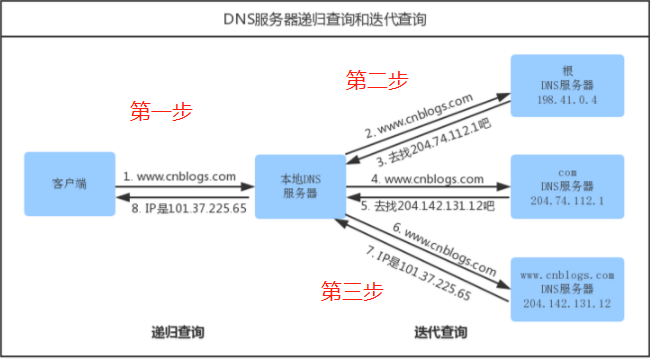 DNS服务器递归查询和迭代查询
第一步
第二步
根
DNS服务器
198.41.0.4
2. www.cnblogs.com
3. 去找204.74.112.1吧
客户端
1. www.cnblogs.com
8. IP是101.37.225.65
本地DNS
服务器
4. www.cnblogs.com
5. 去找204.142.131.12吧
com
DNS服务器
204.74.112.1
6. www.cnblogs.com
7. IP是101.37.225.65
第三步
www.cnblogs.com
DNS服务器
204.142.131.12
递归查询
迭代查询